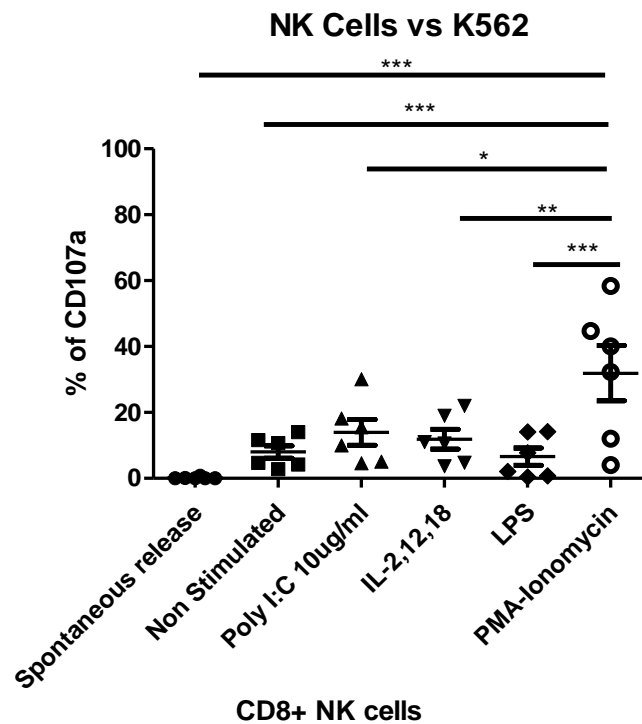 NK Cells vs K562
***
***
*
**
***
% of CD107a
100
80
60
40
20
0
Spontaneous release
Non Stimulated
Poly I:C 10ug/ml
IL-2,12,18
LPS
PMA-Ionomycin
CD8+ NK cells